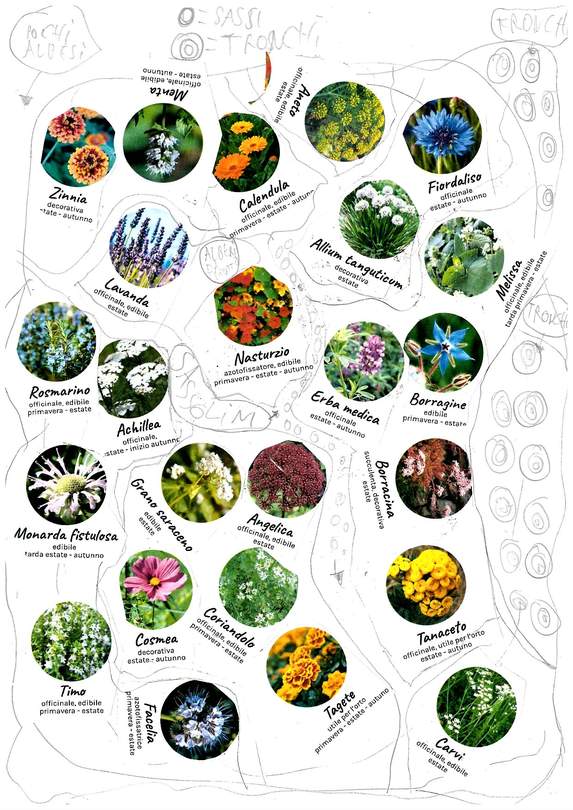 POCHI
ALBESI
= SASSI
= TRONCHI
TRONCHI
Menta
officinale, edibile
estate - autunno
Aneto
officinale, edibile
estate
Zinnia
decorativa
estate - autunno
Calendula
officinale, edibile
primavera - estate - autunno
Fiordaliso
officinale, edibile
estate - autunno
Allium tanguticum
decorativa
estate
Melissa
officinale, edibile
tarda primavera - estate
Lavanda
officinale, edibile
estate
Nasturzio
azotofissatore, edibile
primavera - estate - autunno
Rosmarino
officinale, edibile
primavera - estate
Achillea
officinale,
estate - inizio autunno
Erba medica
officinale, edibile
estate - autunno
Borragine
edibile
primavera - estate
Monarda fistulosa
edibile
tarda estate - autunno
Grano saraceno
edibile
estate
Angelica
officinale, edibile
estate
Borracina
succulenta, decorativa
estate
Cosmea
decorativa
estate - autunno
Coriandolo
officinale, edibile
primavera - estate
Tanaceto
officinale, utile per l'orto
estate - autuno
Timo
officinale, edibile
primavera - estate
Facelia
azotofissatrice
primavera - estate
Tagete
utile per l'orto
primavera - estate - autuno
Carvi
officinale, edibile
estate